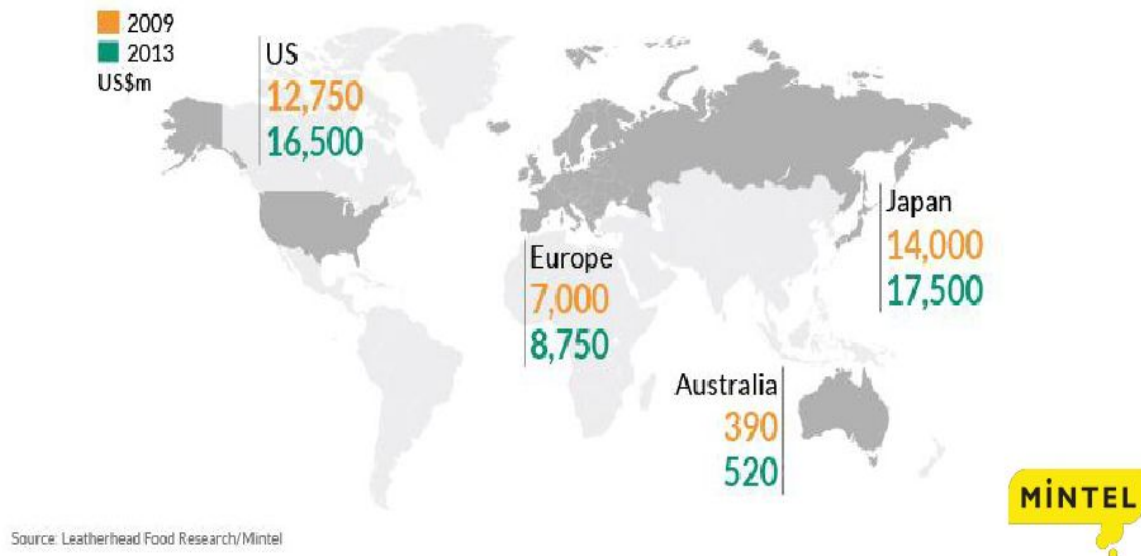 2009
2013
US$m
US
12,750
16,500
Europe
7,000
8,750
Japan
14,000
17,500
Australia
390
520
Source: Leatherhead Food Research/Mintel
MiNTEL